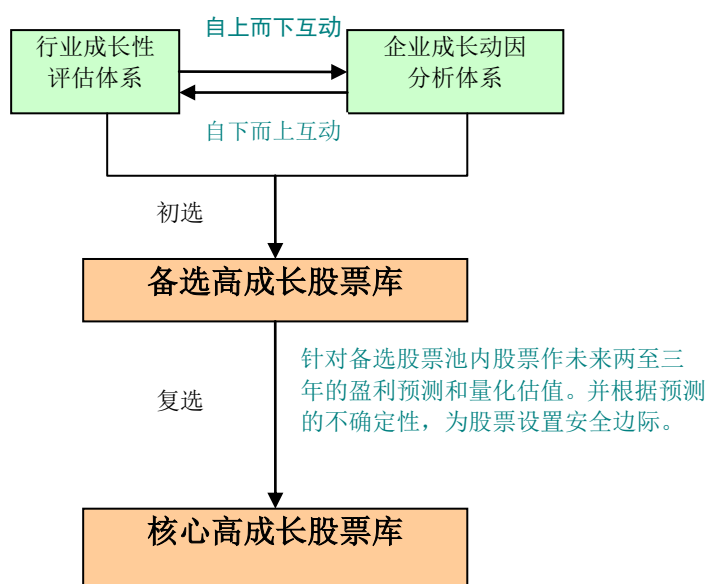 自上而下互动
行业成长性
评估体系
企业成长动因
分析体系
自下而上互动
初选
备选高成长股票库
针对备选股票池内股票作未来两至三
年的盈利预测和量化估值。并根据预测
的不确定性，为股票设置安全边际。
复选
核心高成长股票库